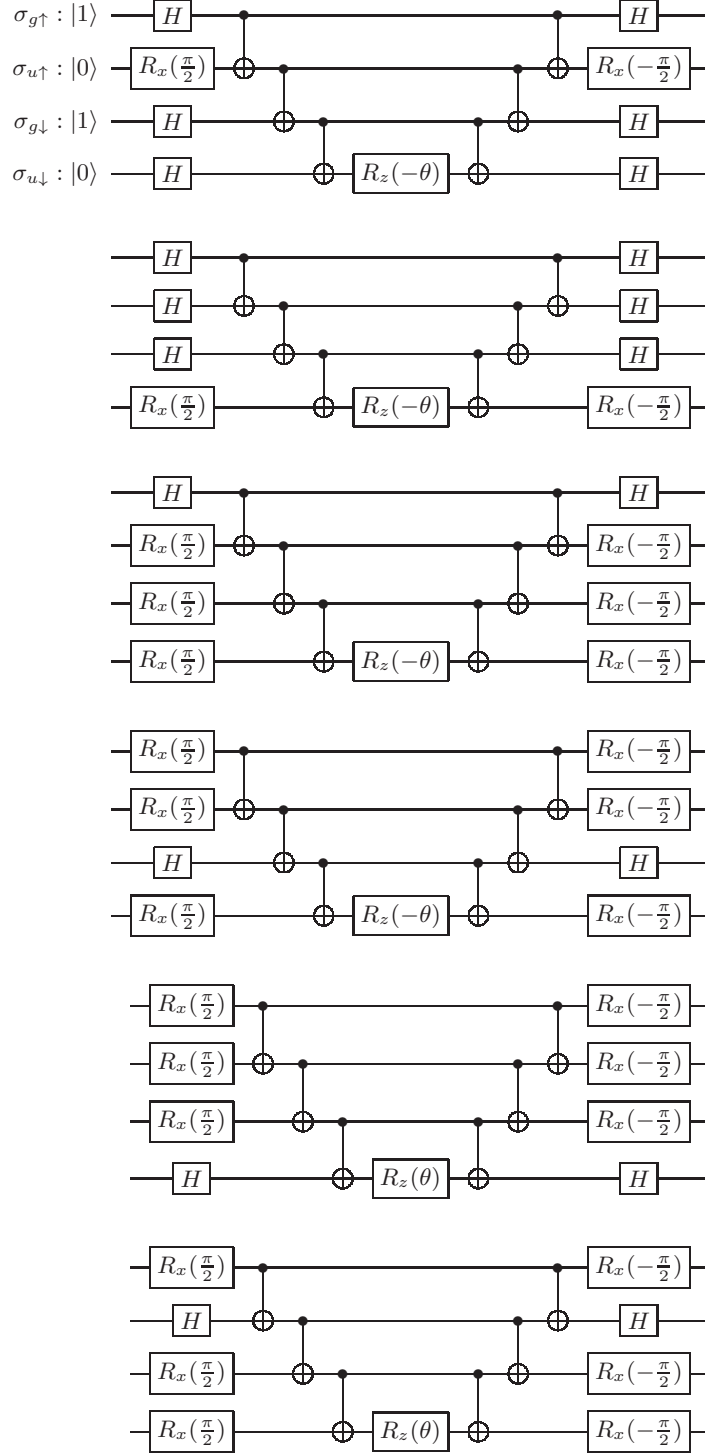 σ_{g↑} : |1⟩ H H
σ_{u↑} : |0⟩ R_x(π/2) R_x(−π/2)
σ_{g↓} : |1⟩ H H
σ_{u↓} : |0⟩ H R_z(−θ) H
H H
H H
H H
R_x(π/2) R_z(−θ) R_x(−π/2)
H H
R_x(π/2) R_x(−π/2)
R_x(π/2) R_x(−π/2)
R_x(π/2) R_z(−θ) R_x(−π/2)
R_x(π/2) R_x(−π/2)
R_x(π/2) R_x(−π/2)
H H
R_x(π/2) R_z(−θ) R_x(−π/2)
R_x(π/2) R_x(−π/2)
R_x(π/2) R_x(−π/2)
R_x(π/2) R_x(−π/2)
H R_z(θ) H
R_x(π/2) R_x(−π/2)
H H
R_x(π/2) R_x(−π/2)
R_x(π/2) R_z(θ) R_x(−π/2)